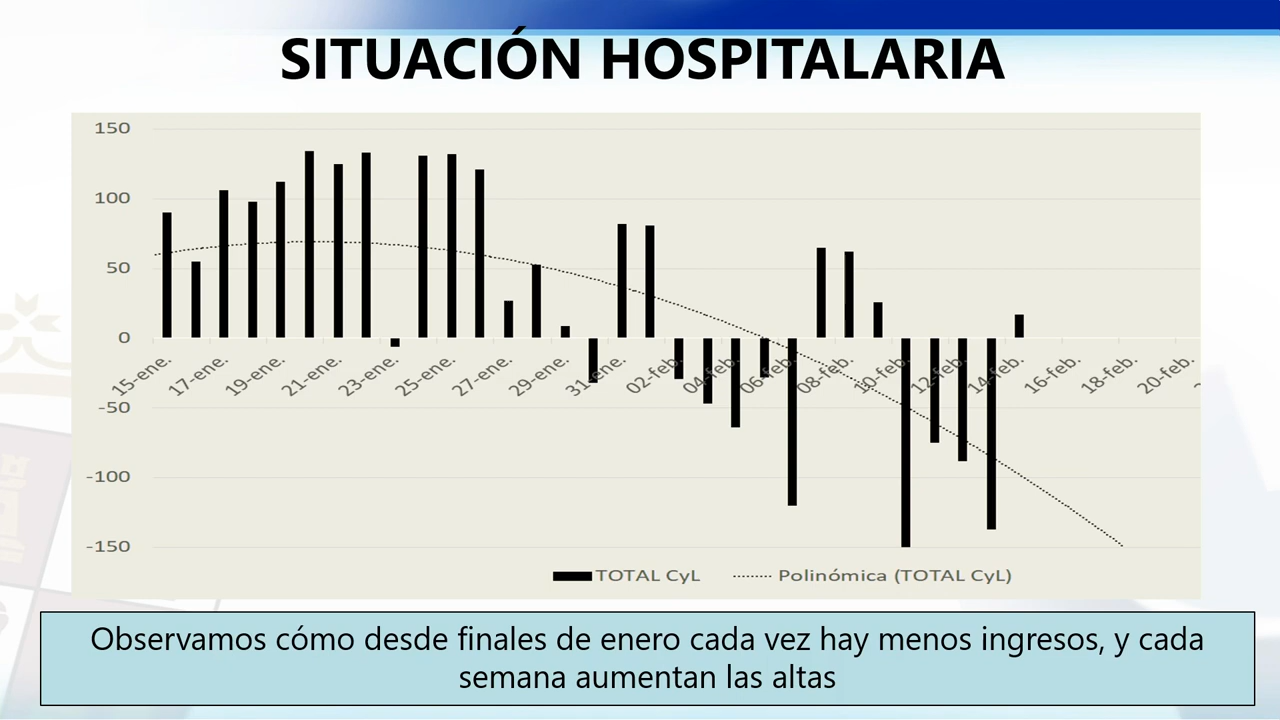 SITUACIÓN HOSPITALARIA
150
100
50
0
-50
-100
-150
15-ene.
17-ene.
19-ene.
21-ene.
23-ene.
25-ene.
27-ene.
29-ene.
31-ene.
02-feb.
04-feb.
06-feb.
08-feb.
10-feb.
12-feb.
14-feb.
16-feb.
18-feb.
20-feb.
TOTAL CyL
Polinómica (TOTAL CyL)
Observamos cómo desde finales de enero cada vez hay menos ingresos, y cada
semana aumentan las altas